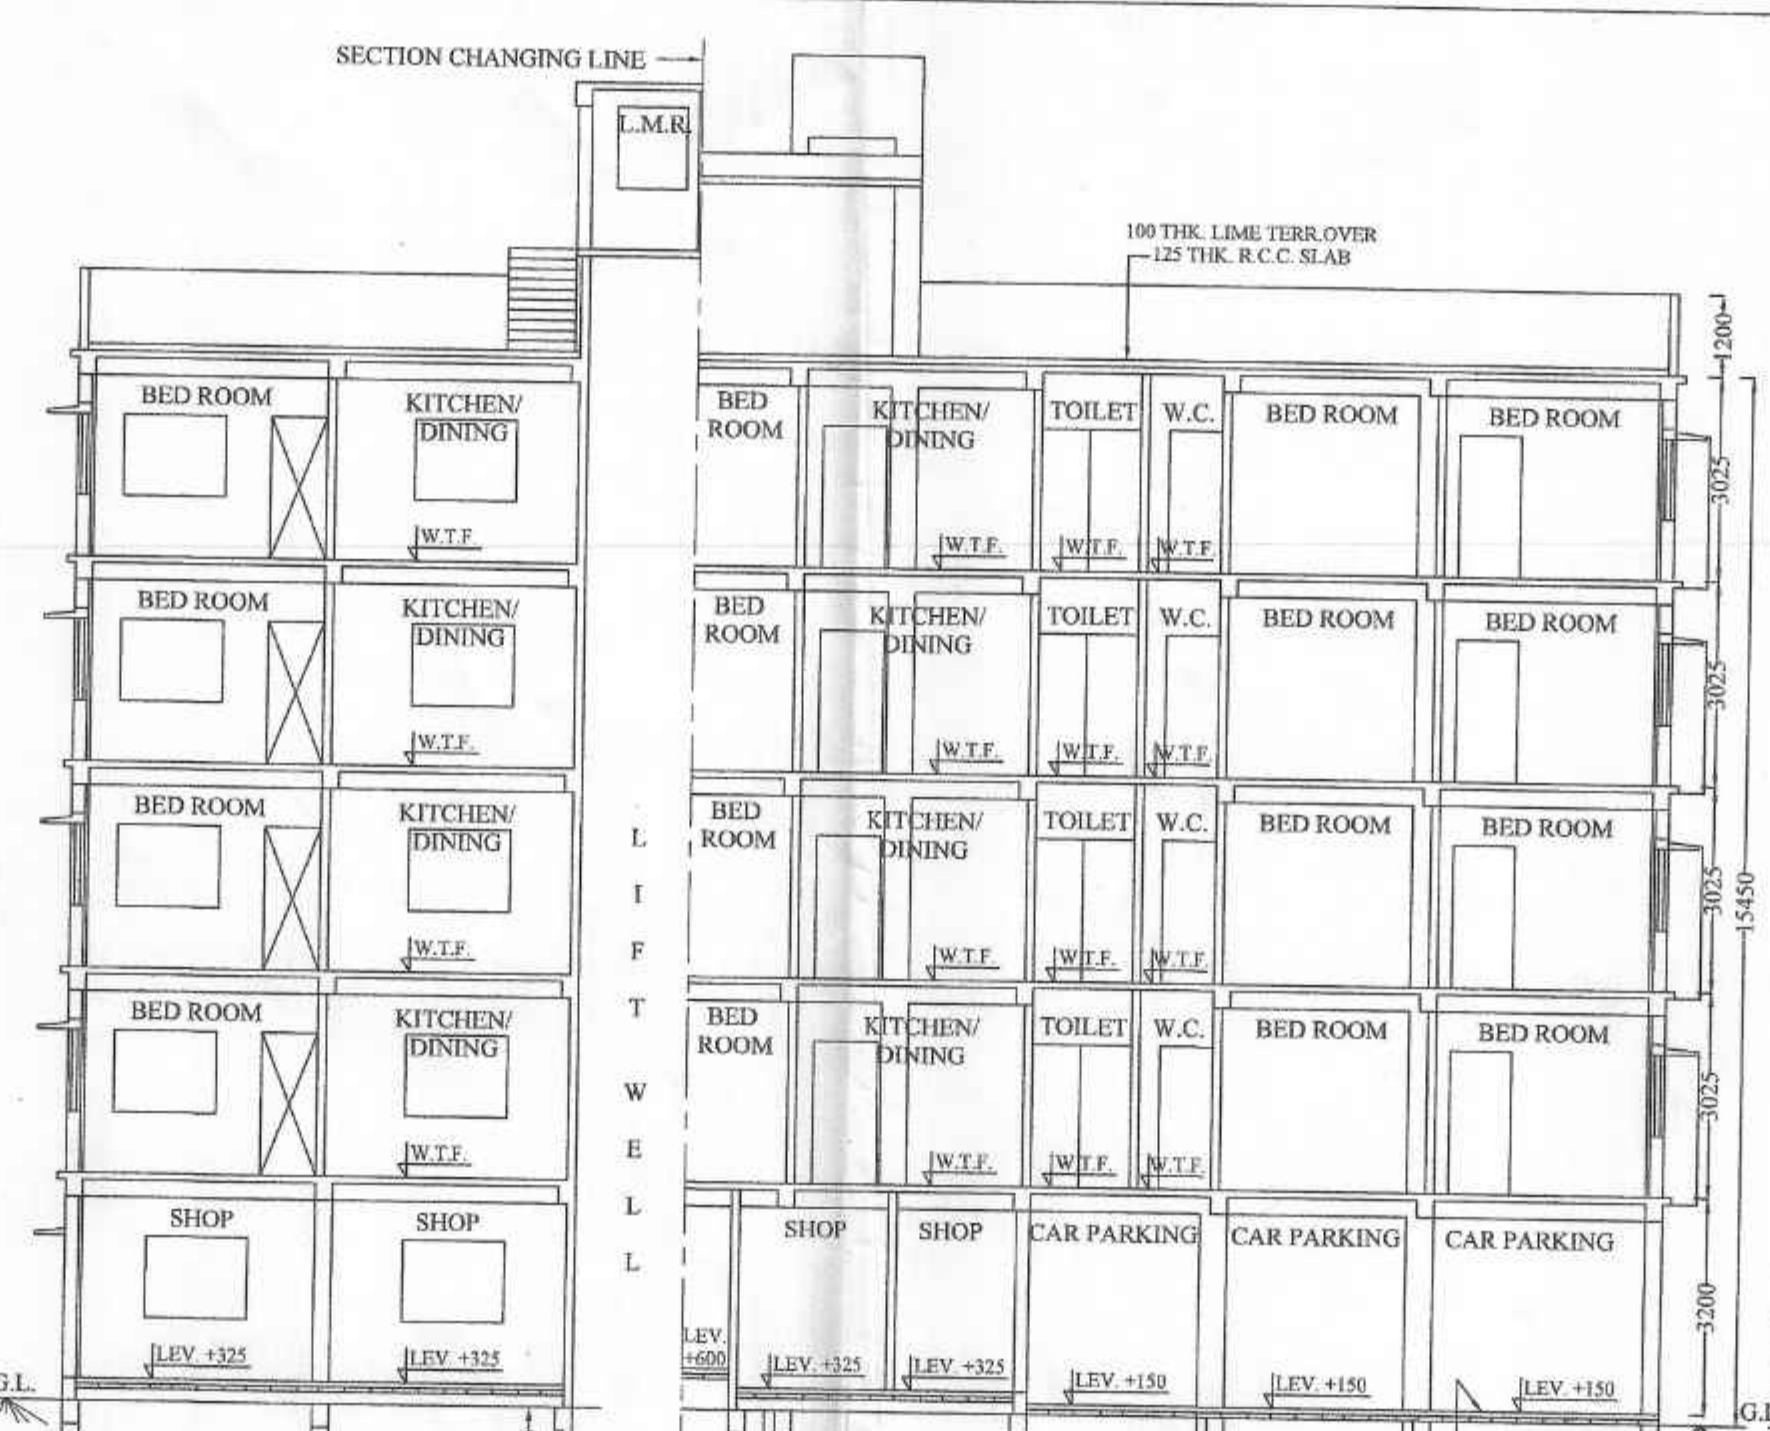 SECTION CHANGING LINE
L.M.R.
100 THK. LIME TERR.OVER
125 THK. R.C.C. SLAB
1200
BED ROOM
KITCHEN/
DINING
W.T.F.
BED
ROOM
KITCHEN/
DINING
W.T.F.
TOILET
W.T.F.
W.C.
W.T.F.
BED ROOM
BED ROOM
3025
BED ROOM
KITCHEN/
DINING
W.T.F.
BED
ROOM
KITCHEN/
DINING
W.T.F.
TOILET
W.T.F.
W.C.
W.T.F.
BED ROOM
BED ROOM
3025
BED ROOM
KITCHEN/
DINING
W.T.F.
BED
ROOM
KITCHEN/
DINING
W.T.F.
TOILET
W.T.F.
W.C.
W.T.F.
BED ROOM
BED ROOM
3025
15450
BED ROOM
KITCHEN/
DINING
W.T.F.
BED
ROOM
KITCHEN/
DINING
W.T.F.
TOILET
W.T.F.
W.C.
W.T.F.
BED ROOM
BED ROOM
3025
LIFT WELL
SHOP
LEV. +325
SHOP
LEV. +325
LEV.
+600
SHOP
LEV. +325
SHOP
LEV. +325
CAR PARKING
LEV. +150
CAR PARKING
LEV. +150
CAR PARKING
LEV. +150
3200
G.L.